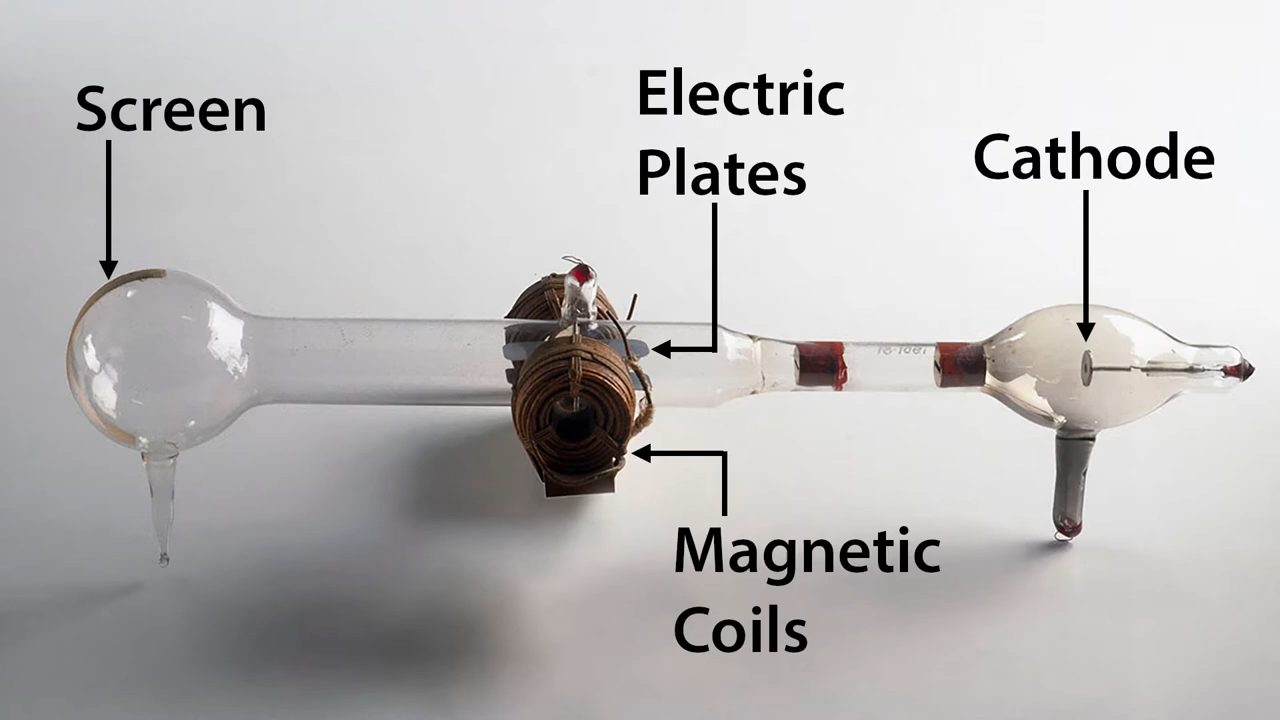 Screen
Electric
Plates
Cathode
Magnetic
Coils